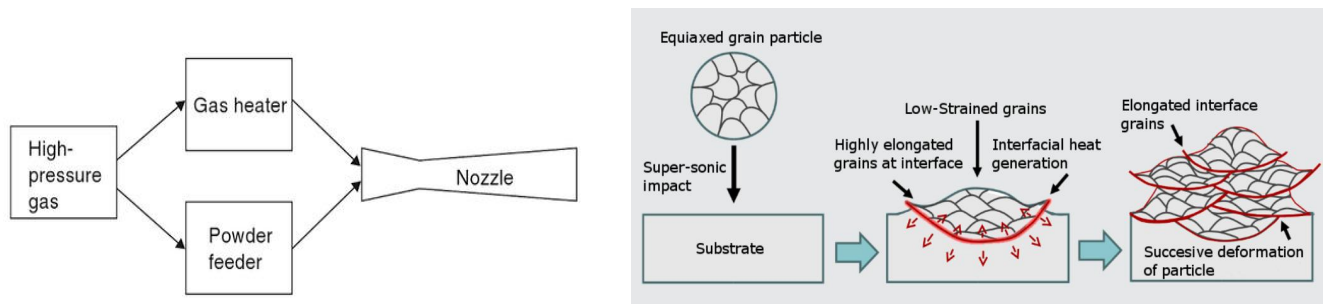 Gas heater
High-
pressure
gas
Nozzle
Powder
feeder
Equiaxed grain particle
Super-sonic
impact
Substrate
Low-Strained grains
Highly elongated
grains at interface
Interfacial heat
generation
Elongated interface
grains
Succesive deformation
of particle